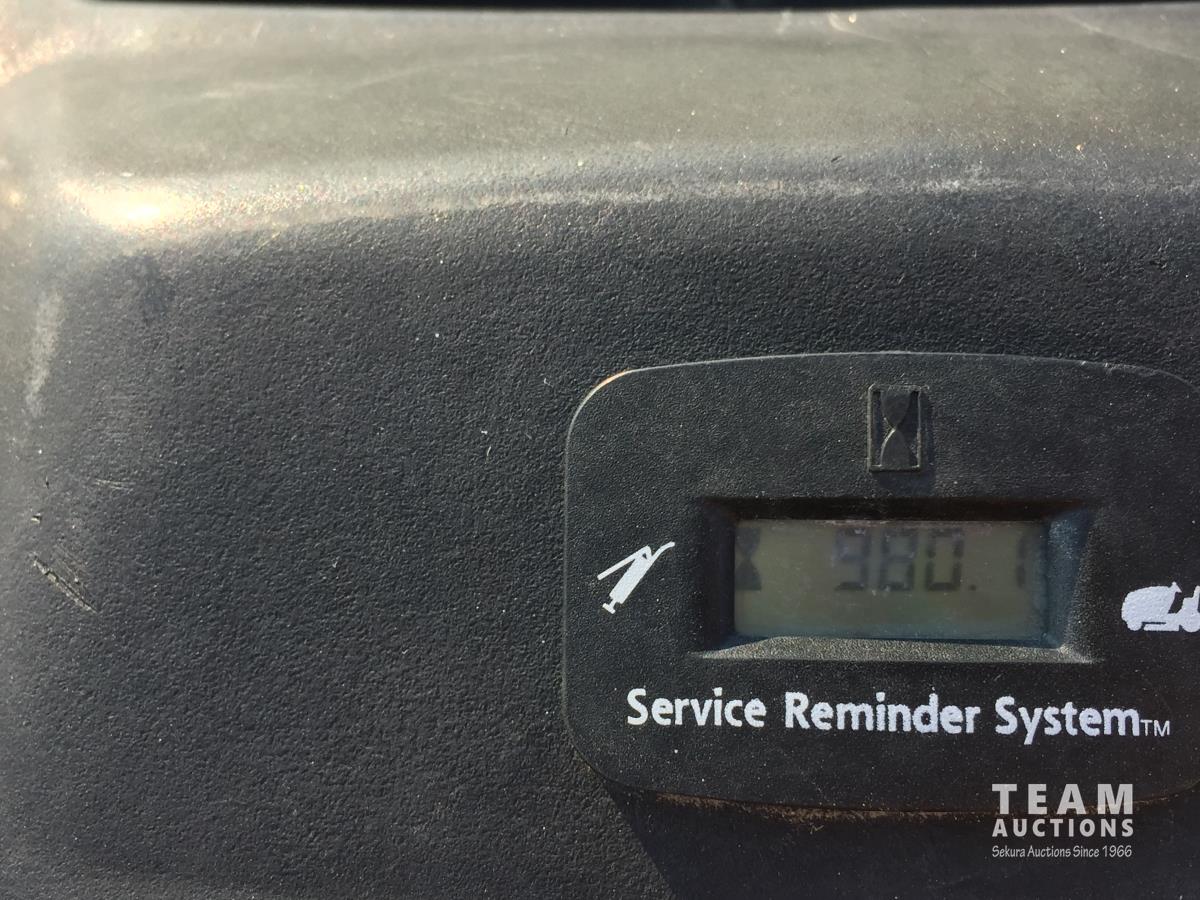 980.1
Service Reminder System™
TEAM
AUCTIONS
Sekura Auctions Since 1966